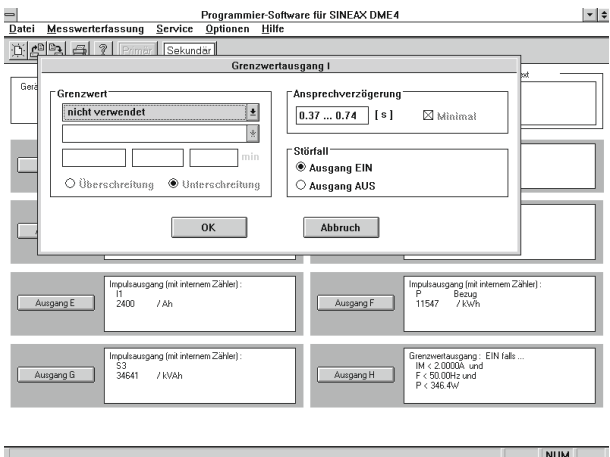 Programmier-Software für SINEAX DME4
Datei Messwerterfassung Service Optionen Hilfe
Primär Sekundär
Grenzwertausgang I
Gerä
ext
Grenzwert
nicht verwendet
min
Überschreitung Unterschreitung
Ansprechverzögerung
0.37 ... 0.74 [s] Minimal
Störfall
Ausgang EIN
Ausgang AUS
OK Abbruch
Ausgang E
Impulsausgang (mit internem Zähler) :
I1
2400 / Ah
Ausgang F
Impulsausgang (mit internem Zähler) :
P Bezug
11547 / kWh
Ausgang G
Impulsausgang (mit internem Zähler) :
S3
34641 / kVAh
Ausgang H
Grenzwertausgang : EIN falls ...
IM < 2.0000A und
F < 50.00Hz und
P < 346.4W
NUM